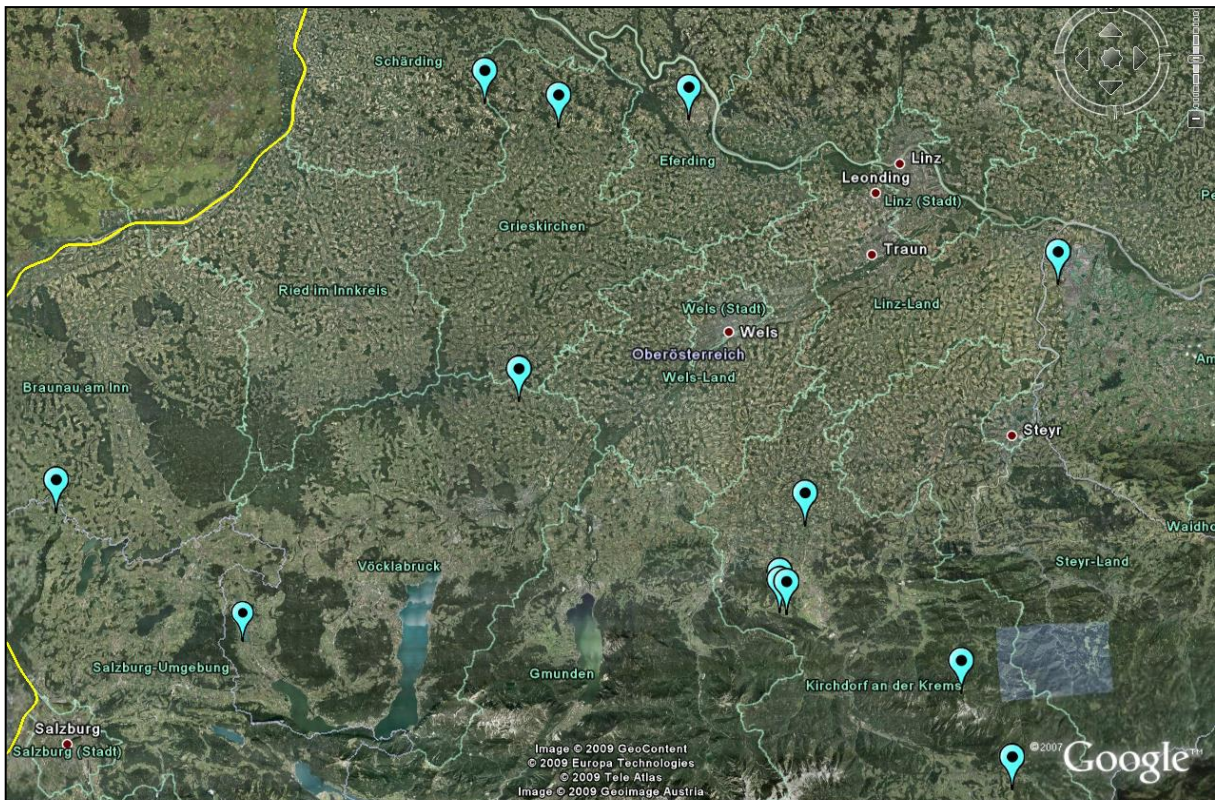 Schärding
Linz
Eferding
Leonding
Linz (Stadt)
Grieskirchen
Traun
Ried im Innkreis
Linz-Land
Wels (Stadt)
Wels
Oberösterreich
Wels-Land
Braunau am Inn
Steyr
Vöcklabruck
Steyr-Land
Salzburg-Umgebung
Gmunden
Kirchdorf an der Krems
Salzburg
Salzburg (Stadt)
Image © 2009 GeoContent
© 2009 Europa Technologies
© 2009 Tele Atlas
Image © 2009 Geoimage Austria
©2007 Google™